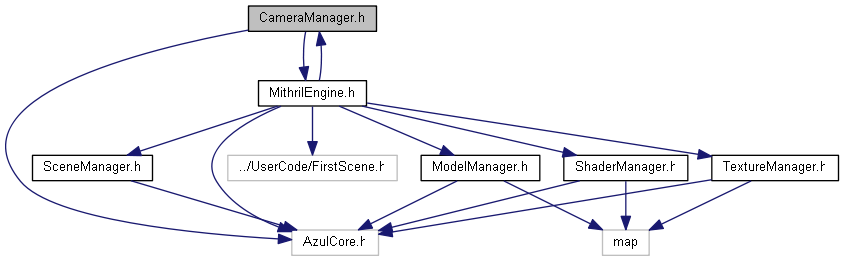 CameraManager.h
MithrilEngine.h
SceneManager.h
../UserCode/FirstScene.h
ModelManager.h
ShaderManager.h
TextureManager.h
AzulCore.h
map